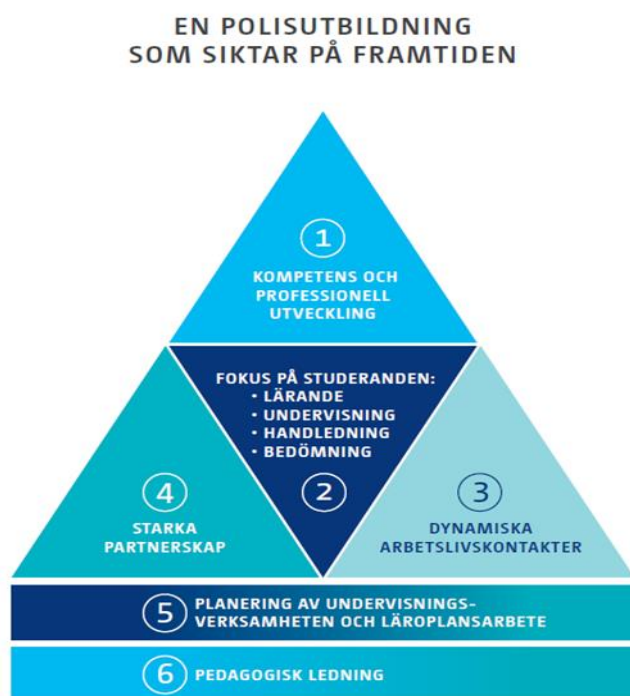 EN POLISUTBILDNING
SOM SIKTAR PÅ FRAMTIDEN
1
KOMPETENS OCH
PROFESSIONELL
UTVECKLING
FOKUS PÅ STUDERANDEN:
• LÄRANDE
• UNDERVISNING
• HANDLEDNING
• BEDÖMNING
2
3
DYNAMISKA
ARBETSLIVSKONTAKTER
4
STARKA
PARTNERSKAP
5
PLANERING AV UNDERVISNINGS-
VERKSAMHETEN OCH LÄROPLANSARBETE
6
PEDAGOGISK LEDNING